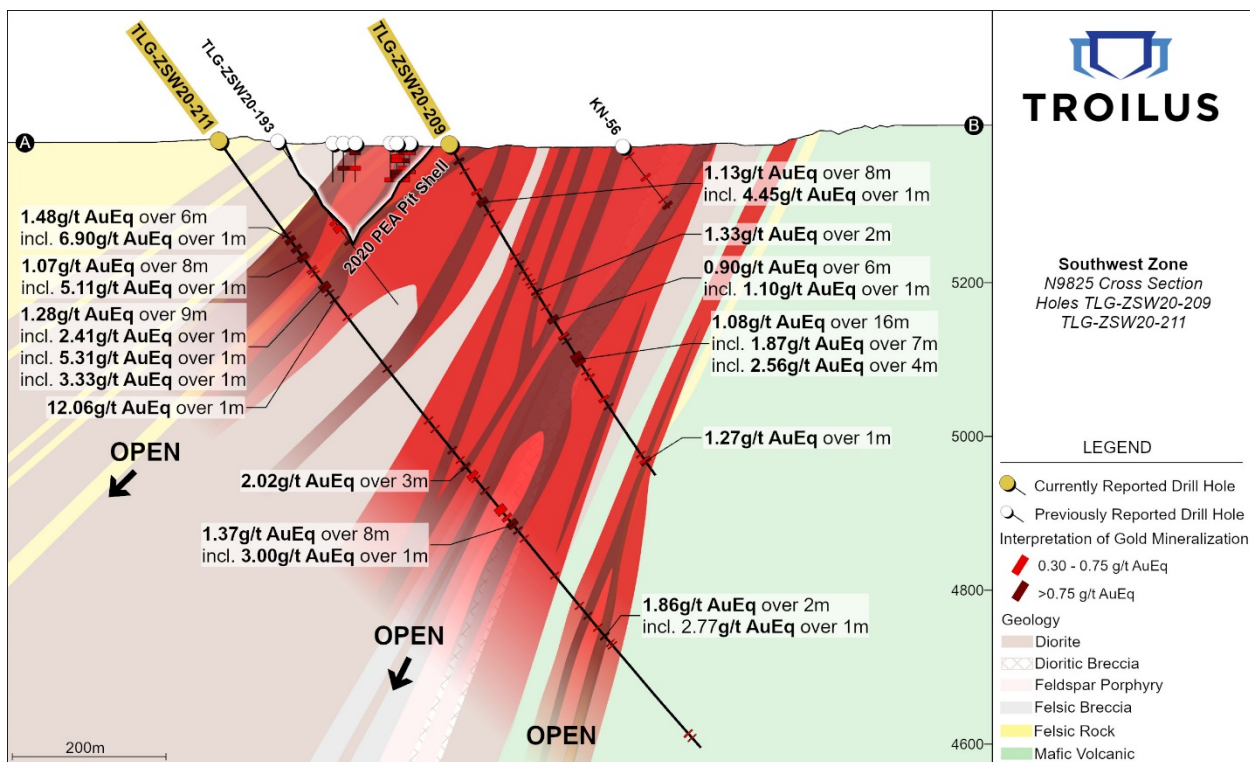 TLG-ZSW20-211
TLG-ZSW20-193
TLG-ZSW20-209
KN-56
A
B
2020 PEA Pit Shell
1.48g/t AuEq over 6m
incl. 6.90g/t AuEq over 1m
1.07g/t AuEq over 8m
incl. 5.11g/t AuEq over 1m
1.28g/t AuEq over 9m
incl. 2.41g/t AuEq over 1m
incl. 5.31g/t AuEq over 1m
incl. 3.33g/t AuEq over 1m
12.06g/t AuEq over 1m
OPEN
2.02g/t AuEq over 3m
1.37g/t AuEq over 8m
incl. 3.00g/t AuEq over 1m
OPEN
1.13g/t AuEq over 8m
incl. 4.45g/t AuEq over 1m
1.33g/t AuEq over 2m
0.90g/t AuEq over 6m
incl. 1.10g/t AuEq over 1m
1.08g/t AuEq over 16m
incl. 1.87g/t AuEq over 7m
incl. 2.56g/t AuEq over 4m
1.27g/t AuEq over 1m
1.86g/t AuEq over 2m
incl. 2.77g/t AuEq over 1m
OPEN
200m
5200
5000
4800
4600
TROILUS
Southwest Zone
N9825 Cross Section
Holes TLG-ZSW20-209
TLG-ZSW20-211
LEGEND
Currently Reported Drill Hole
Previously Reported Drill Hole
Interpretation of Gold Mineralization
0.30 - 0.75 g/t AuEq
>0.75 g/t AuEq
Geology
Diorite
Dioritic Breccia
Feldspar Porphyry
Felsic Breccia
Felsic Rock
Mafic Volcanic